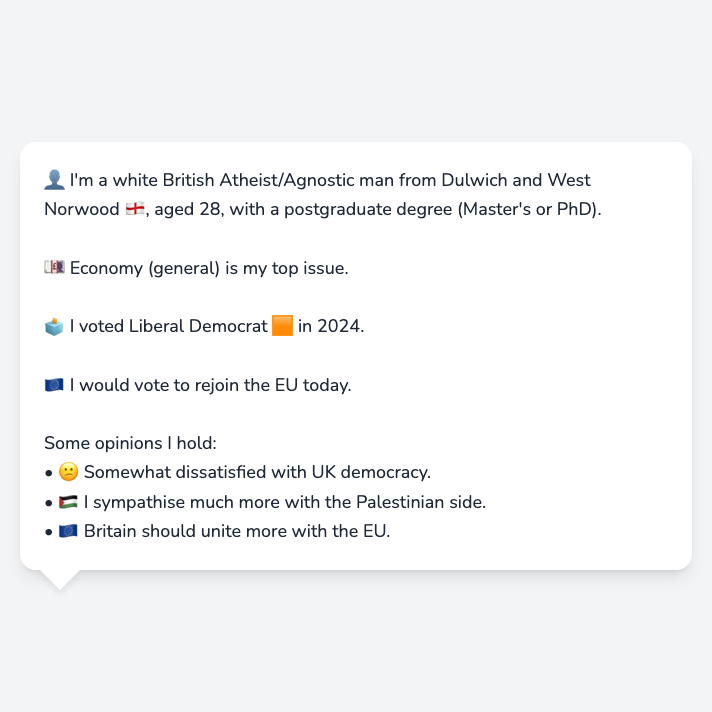 👤 I'm a white British Atheist/Agnostic man from Dulwich and West
Norwood 🏴󠁧󠁢󠁥󠁮󠁧󠁿, aged 28, with a postgraduate degree (Master's or PhD).
💷 Economy (general) is my top issue.
🗳️ I voted Liberal Democrat 🟧 in 2024.
🇪🇺 I would vote to rejoin the EU today.
Some opinions I hold:
• 😕 Somewhat dissatisfied with UK democracy.
• 🇵🇸 I sympathise much more with the Palestinian side.
• 🇪🇺 Britain should unite more with the EU.